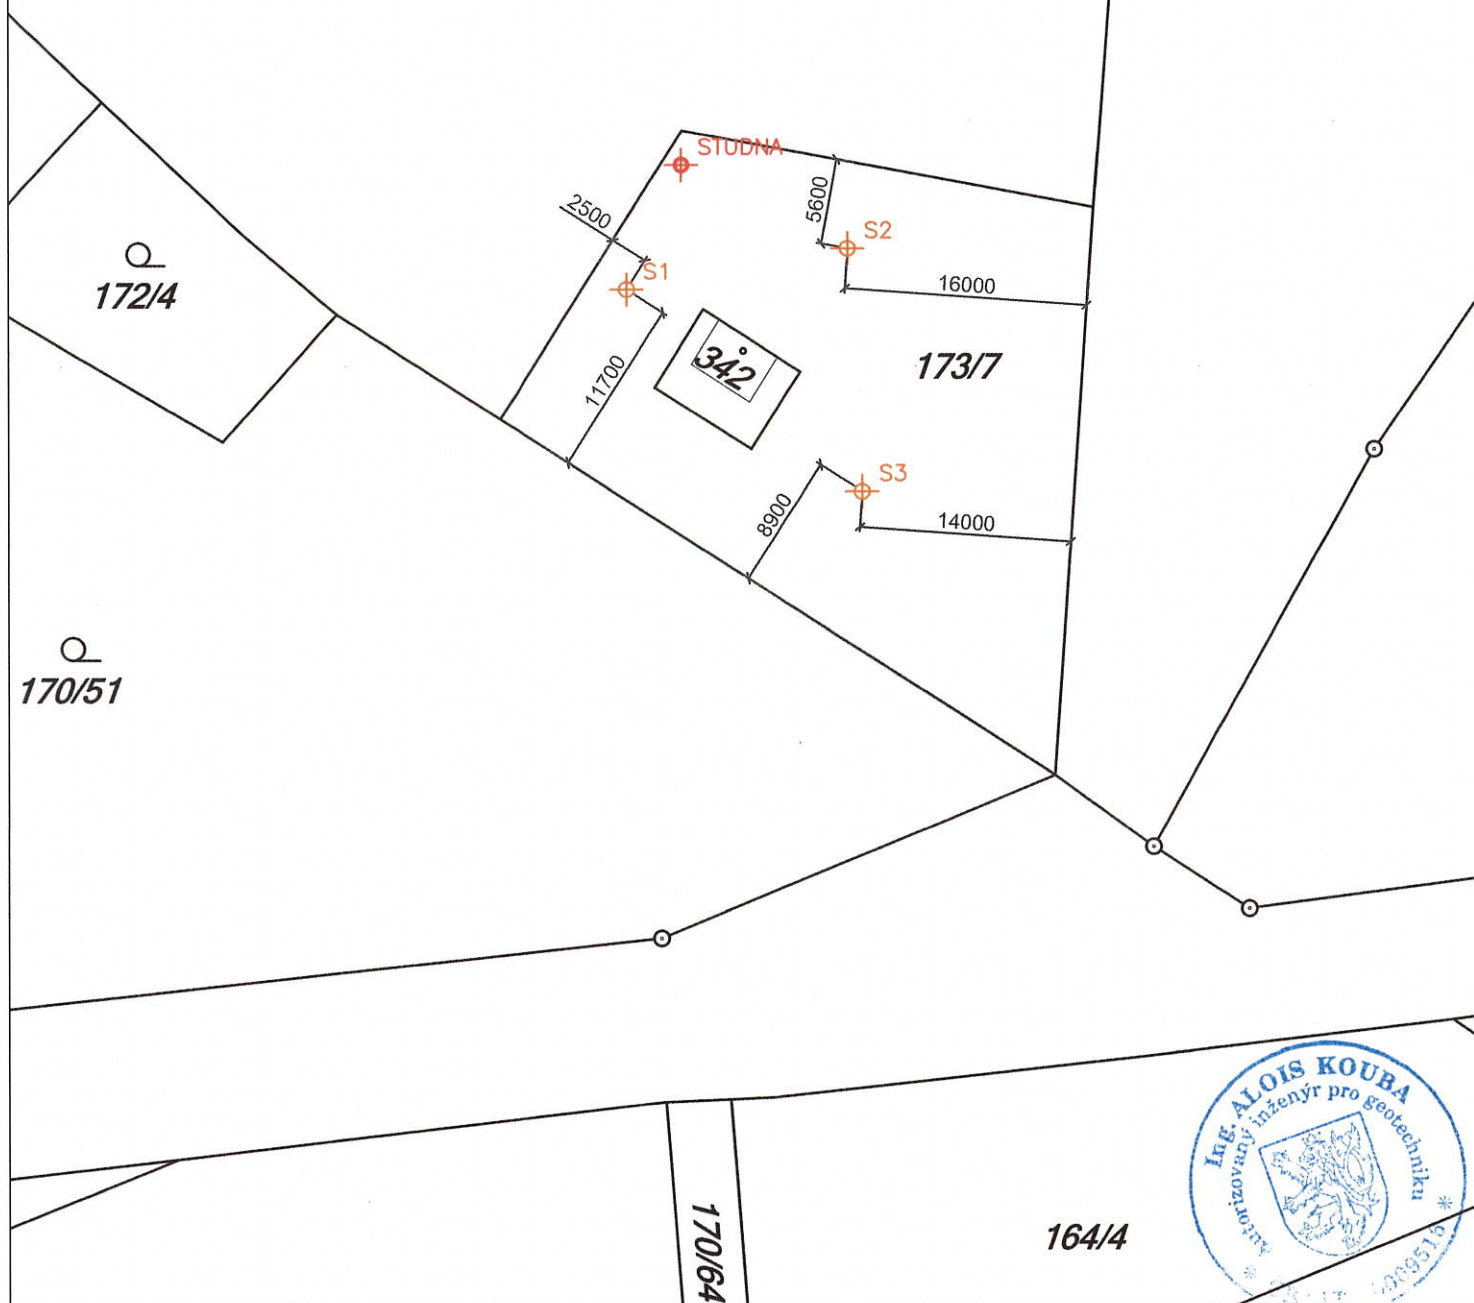 STUDNA
2500
5600
S2
S1
16000
172/4
342
173/7
11700
S3
8900
14000
170/51
Ing. ALOIS KOUBA
Autorizovaný inženýr pro geotechniku
170/64
164/4